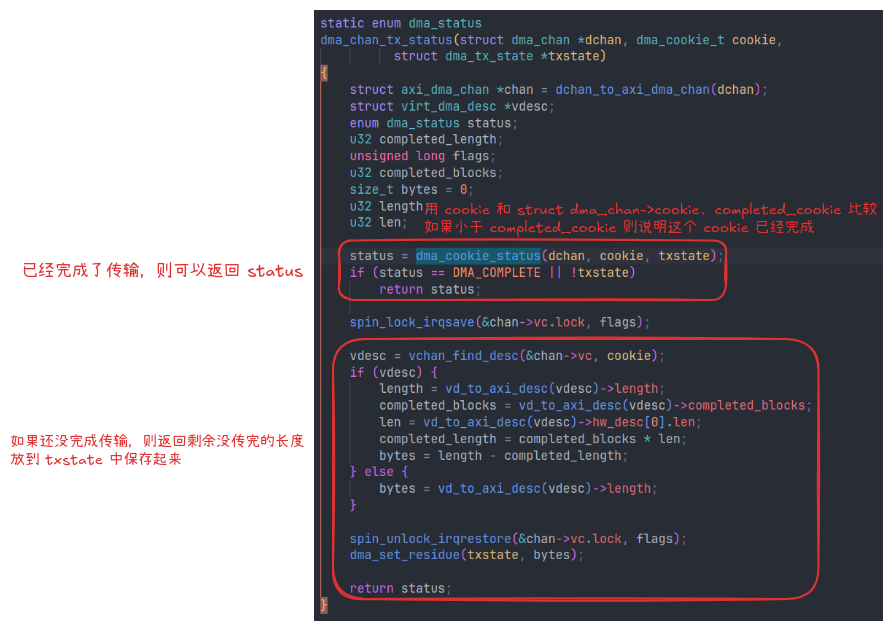 static enum dma_status
dma_chan_tx_status(struct dma_chan *dchan, dma_cookie_t cookie,
struct dma_tx_state *txstate)
{
struct axi_dma_chan *chan = dchan_to_axi_dma_chan(dchan);
struct virt_dma_desc *vdesc;
enum dma_status status;
u32 completed_length;
unsigned long flags;
u32 completed_blocks;
size_t bytes = 0;
u32 length
用 cookie 和 struct dma_chan->cookie、completed_cookie 比较
u32 len;
如果小于 completed_cookie 则说明这个 cookie 已经完成
status = dma_cookie_status(dchan, cookie, txstate);
已经完成了传输，则可以返回 status
if (status == DMA_COMPLETE || !txstate)
return status;
spin_lock_irqsave(&chan->vc.lock, flags);
vdesc = vchan_find_desc(&chan->vc, cookie);
if (vdesc) {
length = vd_to_axi_desc(vdesc)->length;
completed_blocks = vd_to_axi_desc(vdesc)->completed_blocks;
len = vd_to_axi_desc(vdesc)->hw_desc[0].len;
completed_length = completed_blocks * len;
bytes = length - completed_length;
如果还没完成传输，则返回剩余没传完的长度
放到 txstate 中保存起来
} else {
bytes = vd_to_axi_desc(vdesc)->length;
}
spin_unlock_irqrestore(&chan->vc.lock, flags);
dma_set_residue(txstate, bytes);
return status;
}